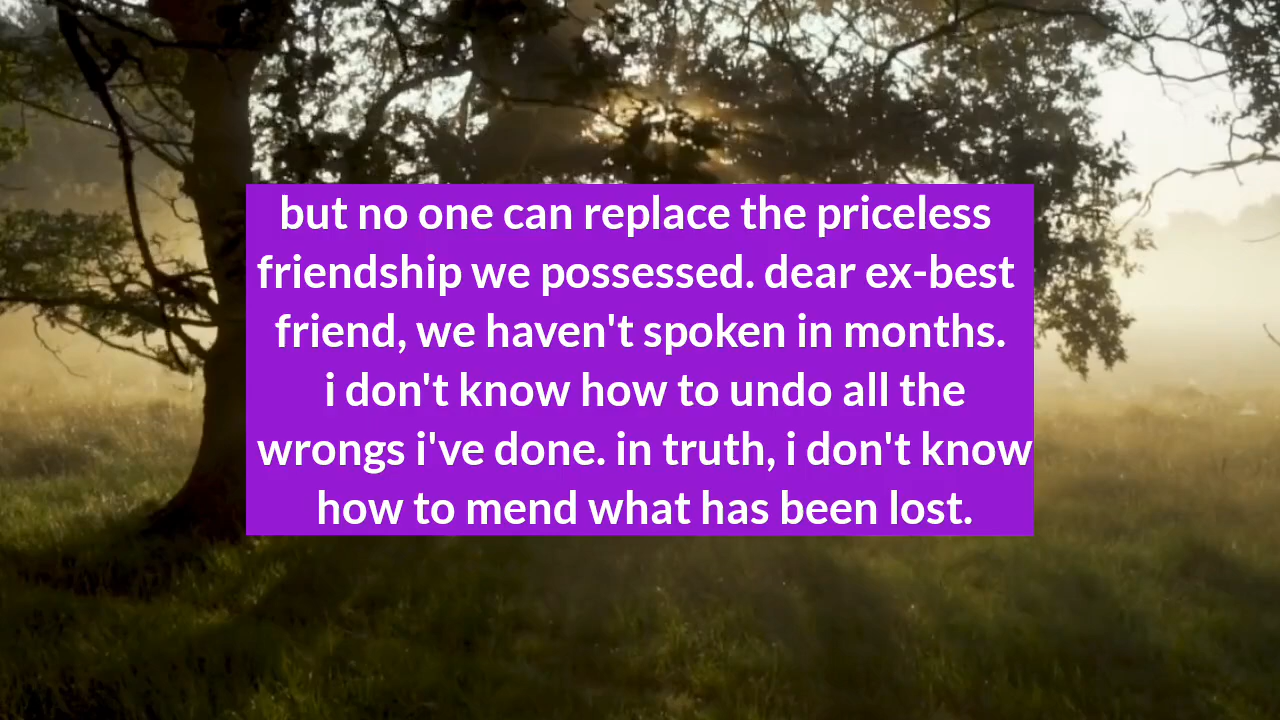 but no one can replace the priceless
friendship we possessed. dear ex-best
friend, we haven't spoken in months.
i don't know how to undo all the
wrongs i've done. in truth, i don't know
how to mend what has been lost.